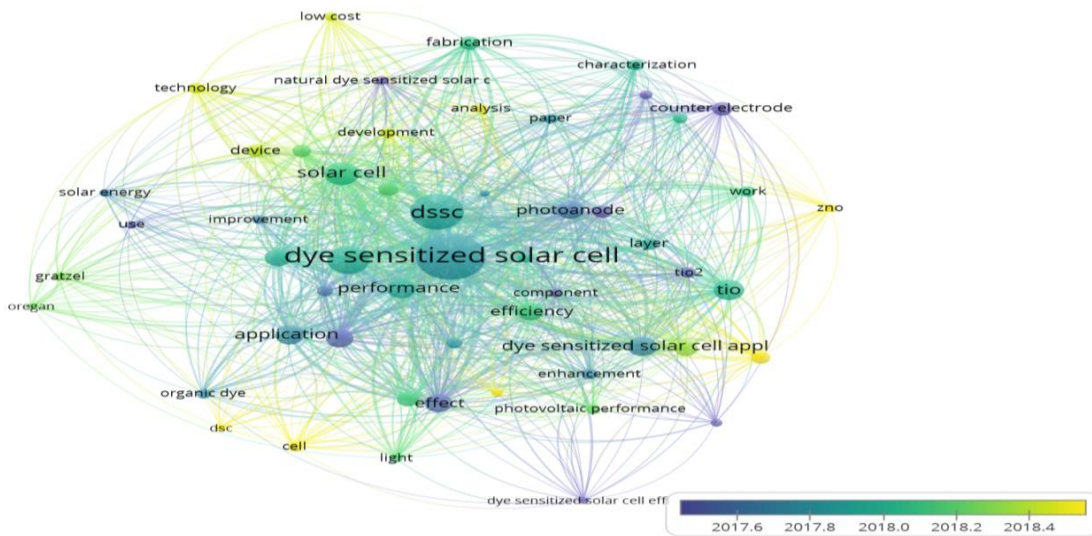 low cost
fabrication
characterization
natural dye sensitized solar c
technology
analysis
counter electrode
paper
development
device
solar cell
solar energy
work
dssc
photoanode
zno
use
improvement
layer
dye sensitized solar cell
gratzel
tio2
performance
component
tio
oregan
efficiency
application
dye sensitized solar cell appl
enhancement
organic dye
effect
photovoltaic performance
dsc
cell
light
dye sensitized solar cell eff
2017.6 2017.8 2018.0 2018.2 2018.4